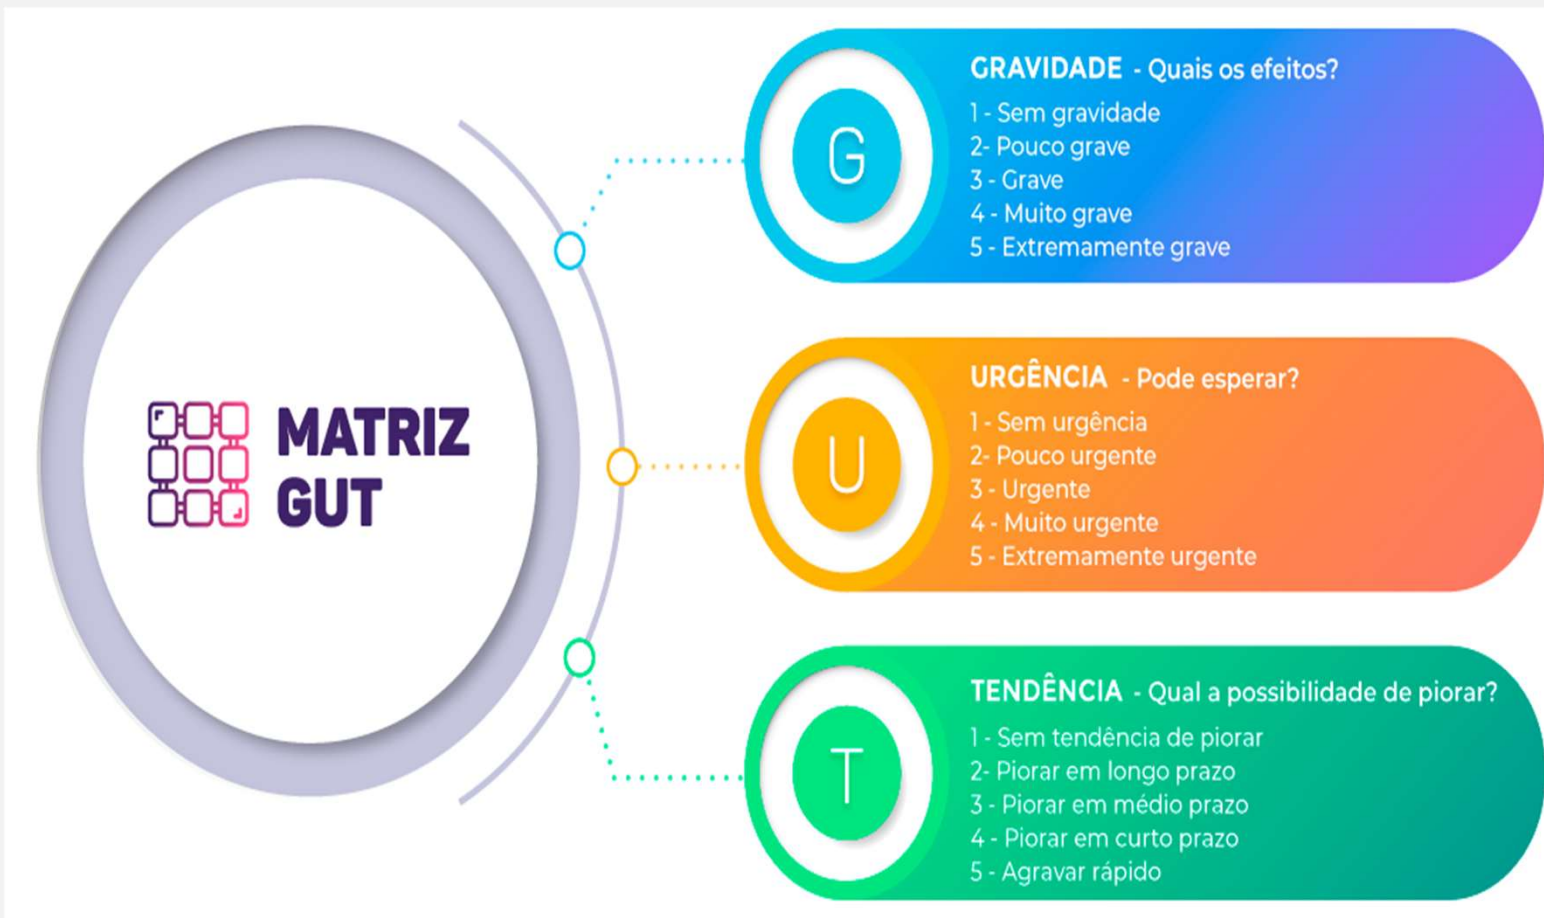 MATRIZ
GUT
G
GRAVIDADE - Quais os efeitos?
1 - Sem gravidade
2- Pouco grave
3 - Grave
4 - Muito grave
5 - Extremamente grave
U
URGÊNCIA - Pode esperar?
1 - Sem urgência
2- Pouco urgente
3 - Urgente
4 - Muito urgente
5 - Extremamente urgente
T
TENDÊNCIA - Qual a possibilidade de piorar?
1 - Sem tendência de piorar
2- Piorar em longo prazo
3 - Piorar em médio prazo
4 - Piorar em curto prazo
5 - Agravar rápido